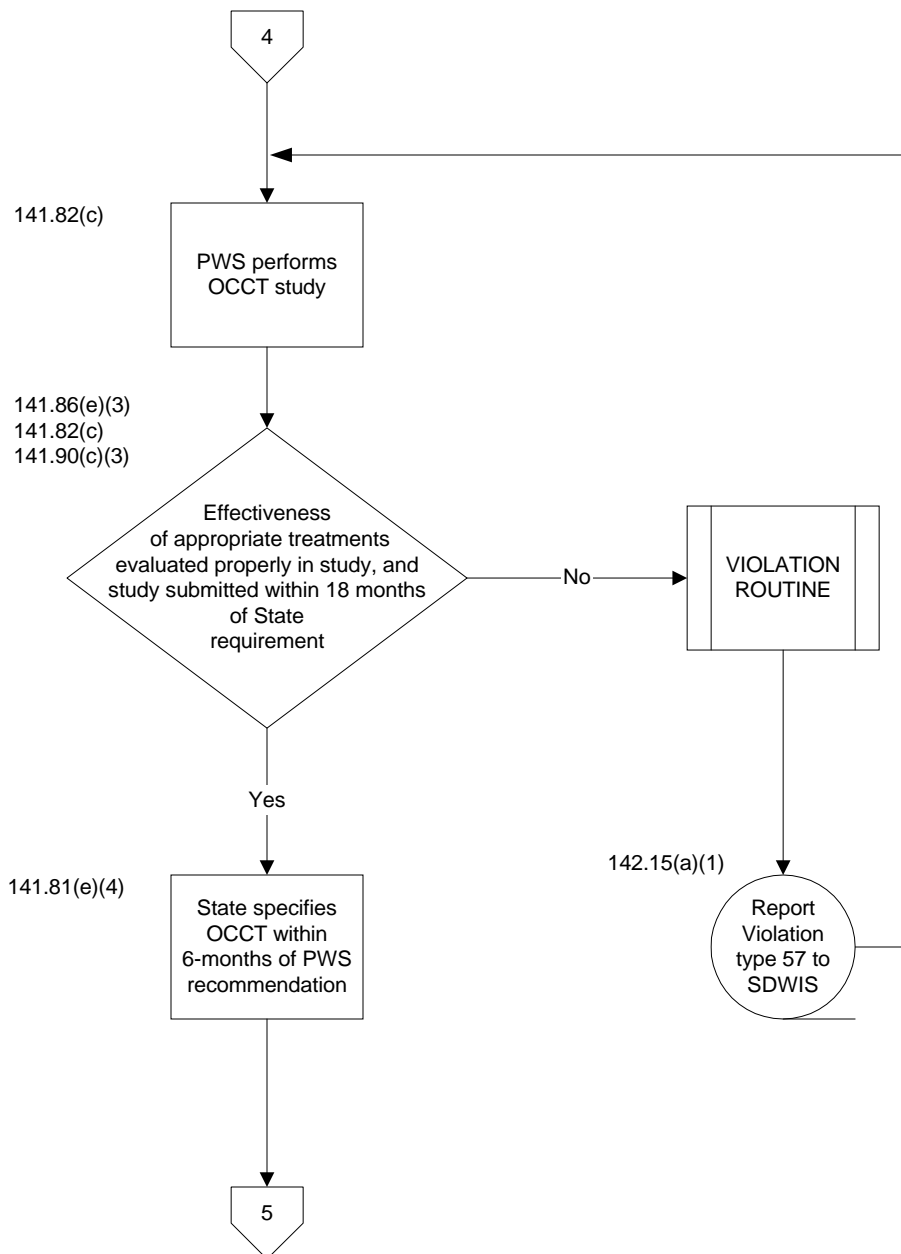 4
141.82(c)
PWS performs
OCCT study
141.86(e)(3)
141.82(c)
141.90(c)(3)
Effectiveness
of appropriate treatments
evaluated properly in study, and
study submitted within 18 months
of State
requirement
No
VIOLATION
ROUTINE
Yes
142.15(a)(1)
141.81(e)(4)
State specifies
OCCT within
6-months of PWS
recommendation
Report
Violation
type 57 to
SDWIS
5